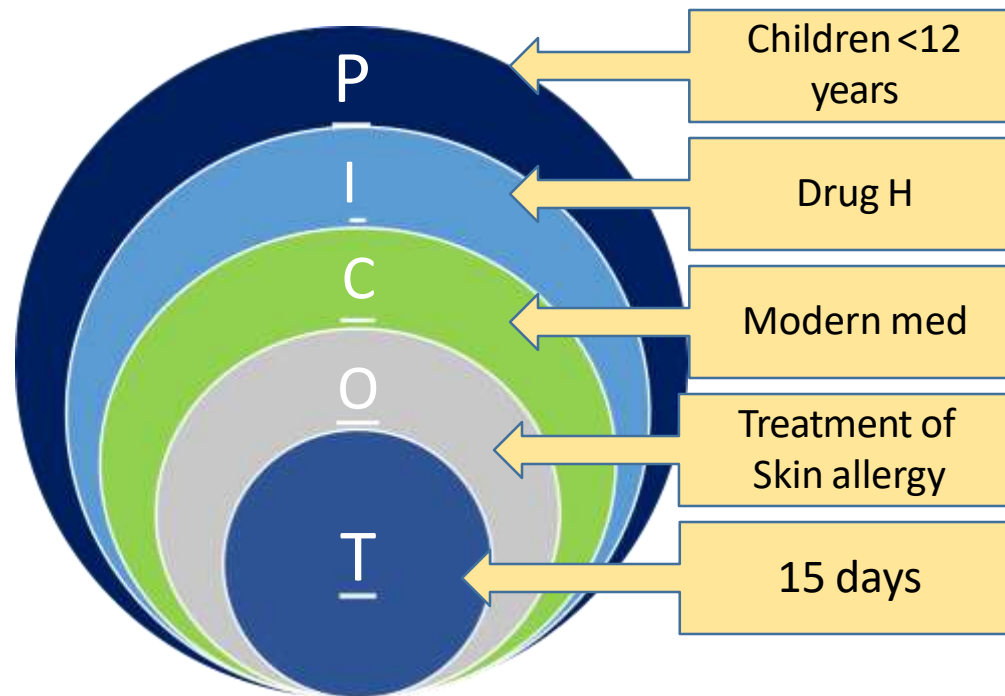 P
Children <12
years
I
Drug H
C
Modern med
O
Treatment of
Skin allergy
T
15 days